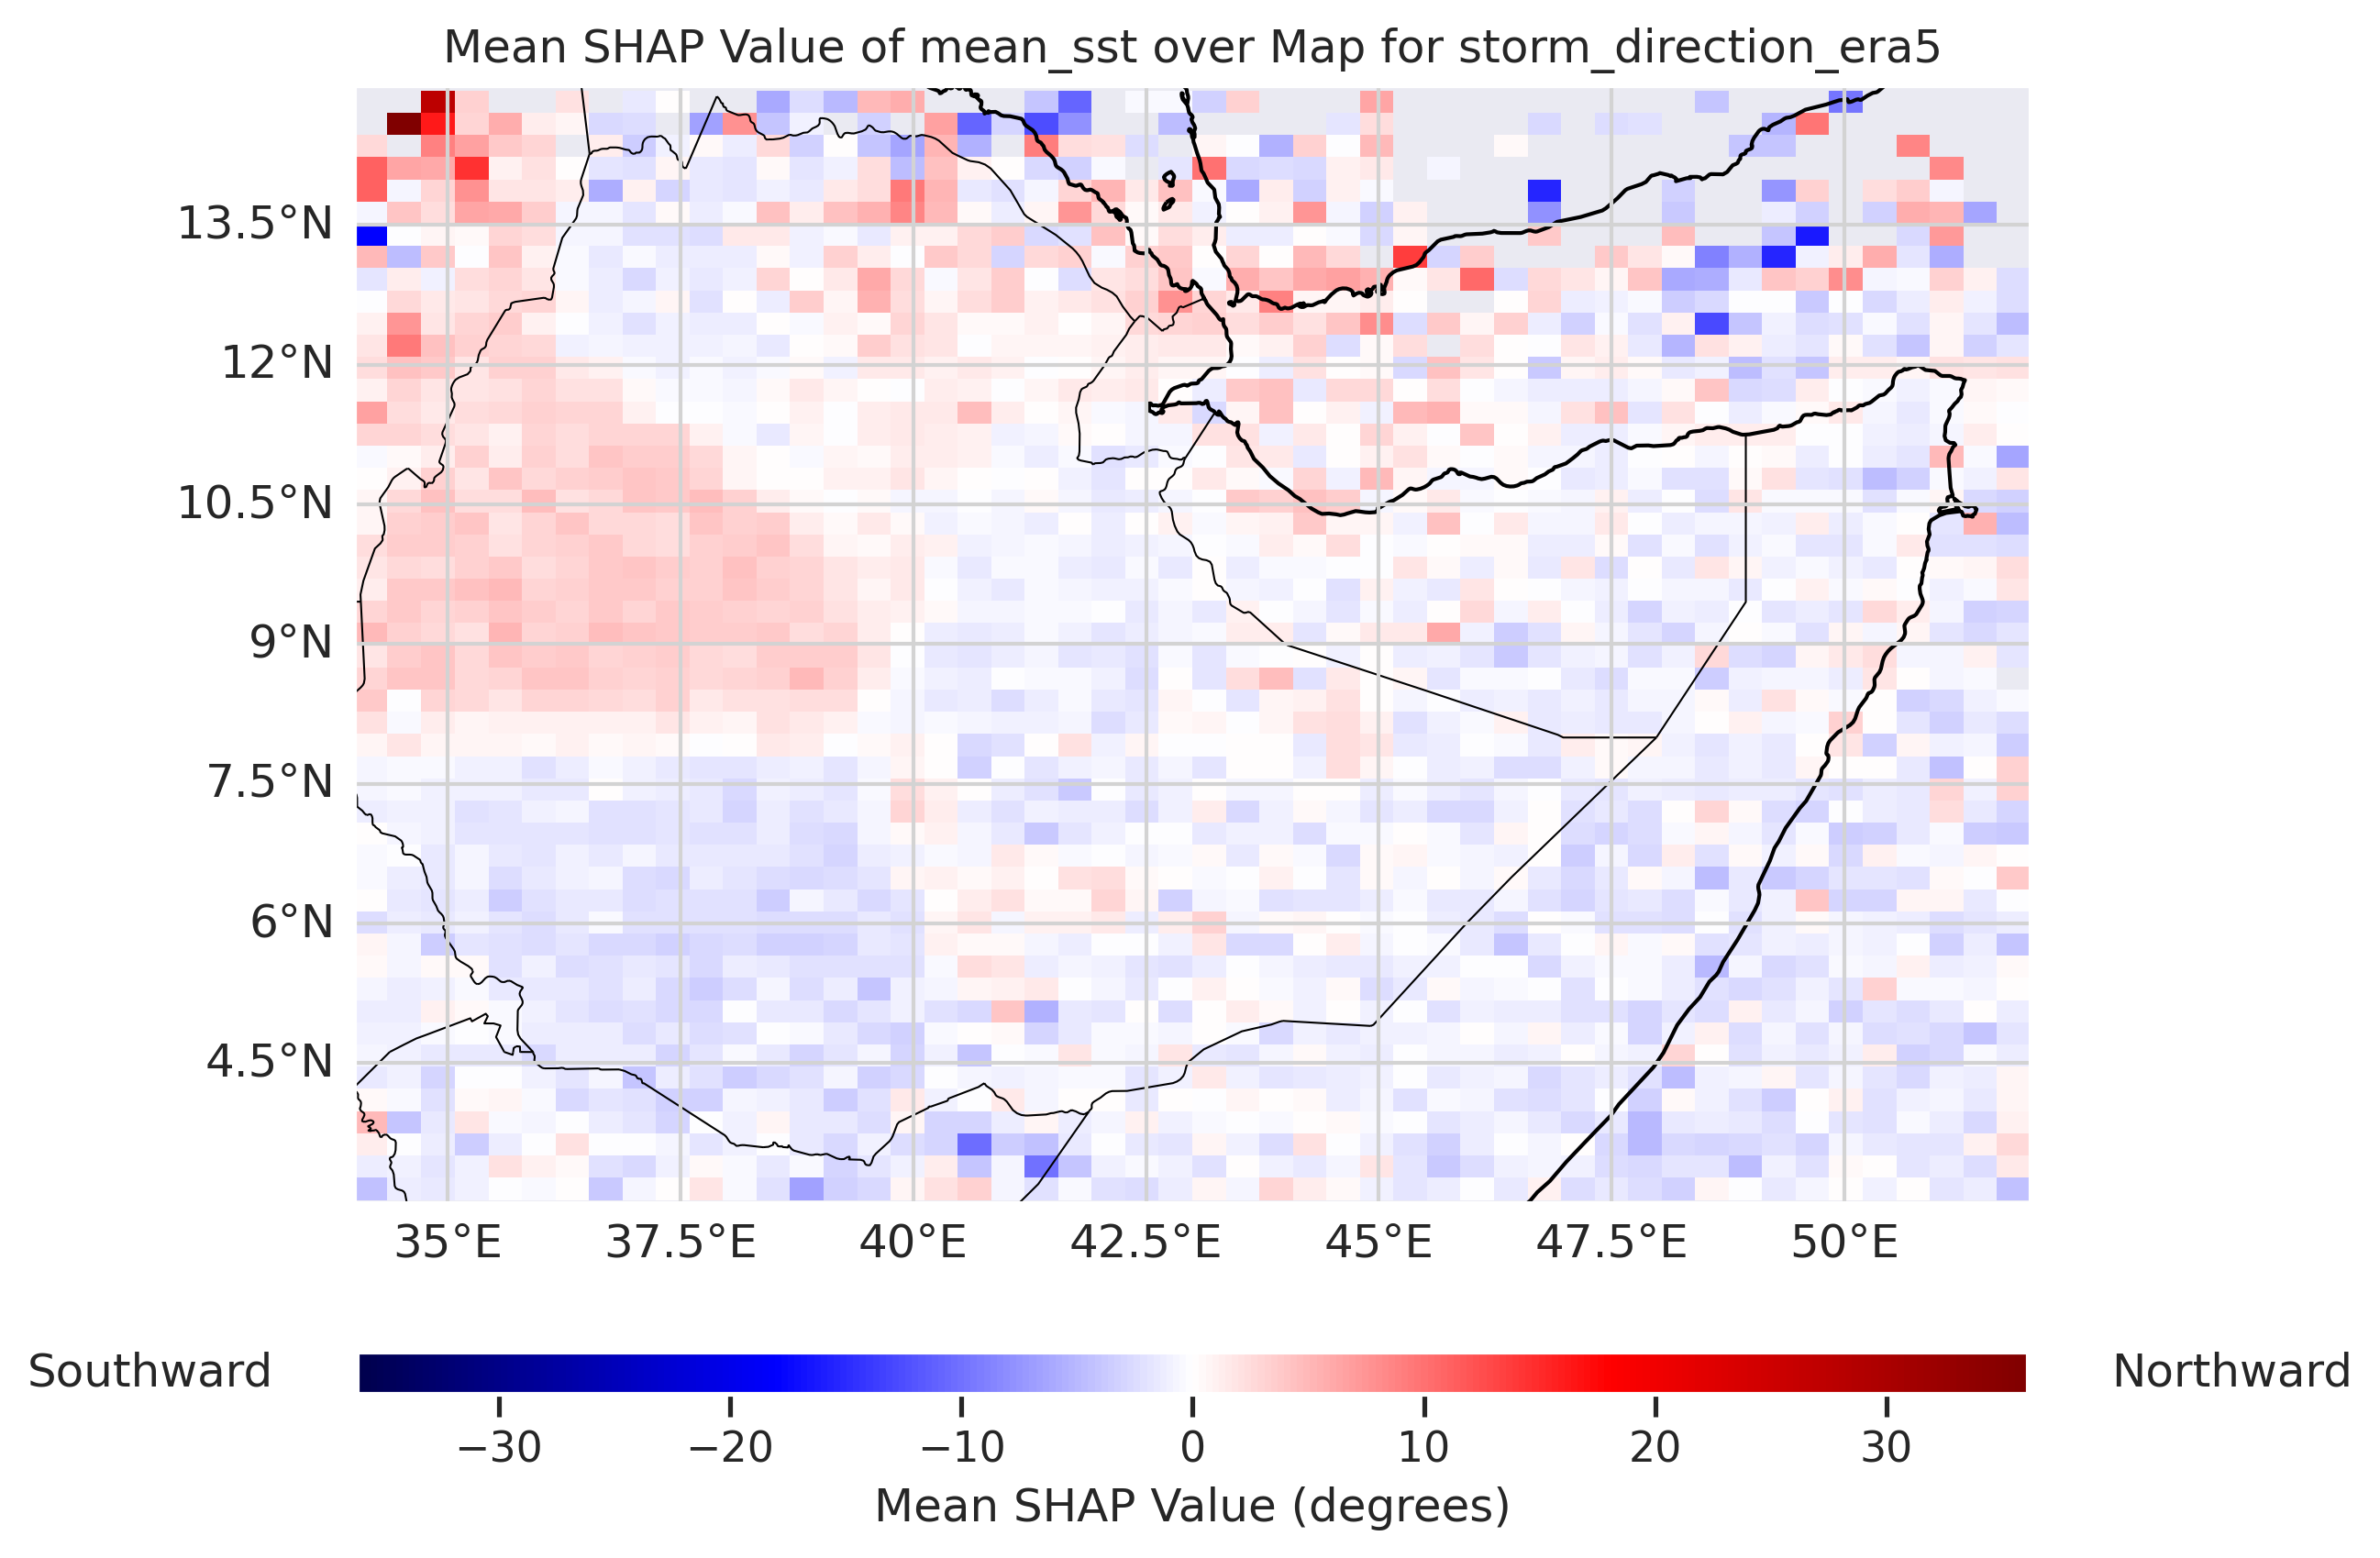 Mean SHAP Value of mean_sst over Map for storm_direction_era5
13.5°N
12°N
10.5°N
9°N
7.5°N
6°N
4.5°N
35°E 37.5°E 40°E 42.5°E 45°E 47.5°E 50°E
Southward Northward
−30 −20 −10 0 10 20 30
Mean SHAP Value (degrees)